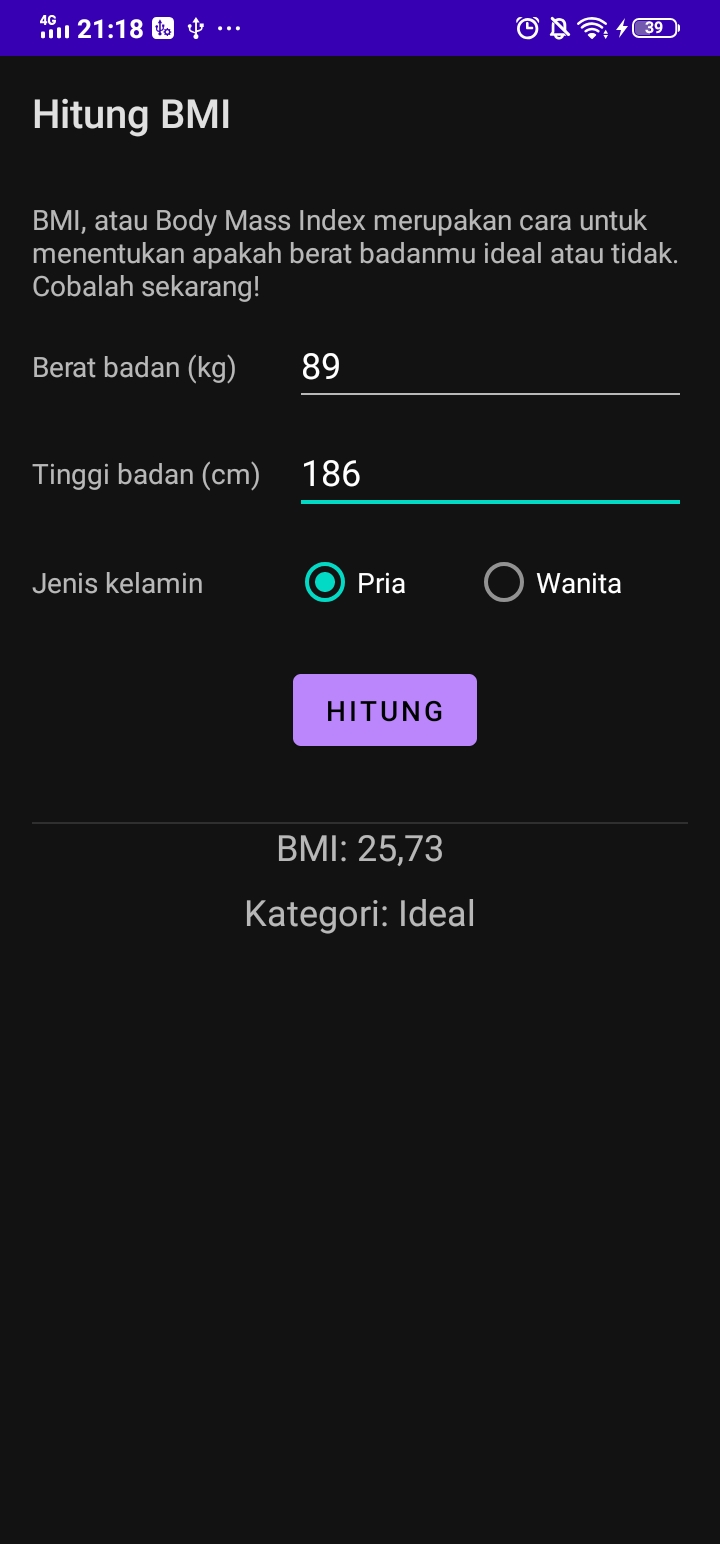 4G 21:18 39
Hitung BMI
BMI, atau Body Mass Index merupakan cara untuk
menentukan apakah berat badanmu ideal atau tidak.
Cobalah sekarang!
Berat badan (kg) 89
Tinggi badan (cm) 186
Jenis kelamin Pria Wanita
HITUNG
BMI: 25,73
Kategori: Ideal